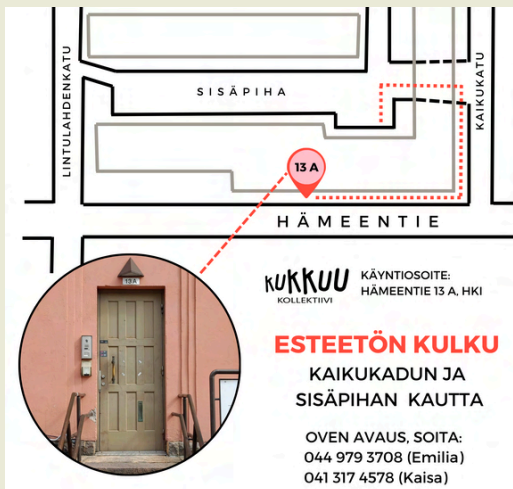 LINTULAHDENKATU
SISÄPIHA
KAIKUKATU
13 A
HÄMEENTIE
KUKKUU
KOLLEKTIIVI
KÄYNTIOSOITE:
HÄMEENTIE 13 A, HKI
ESTEETÖN KULKU
KAIKUKADUN JA
SISÄPIHAN KAUTTA
OVEN AVAUS, SOITA:
044 979 3708 (Emilia)
041 317 4578 (Kaisa)